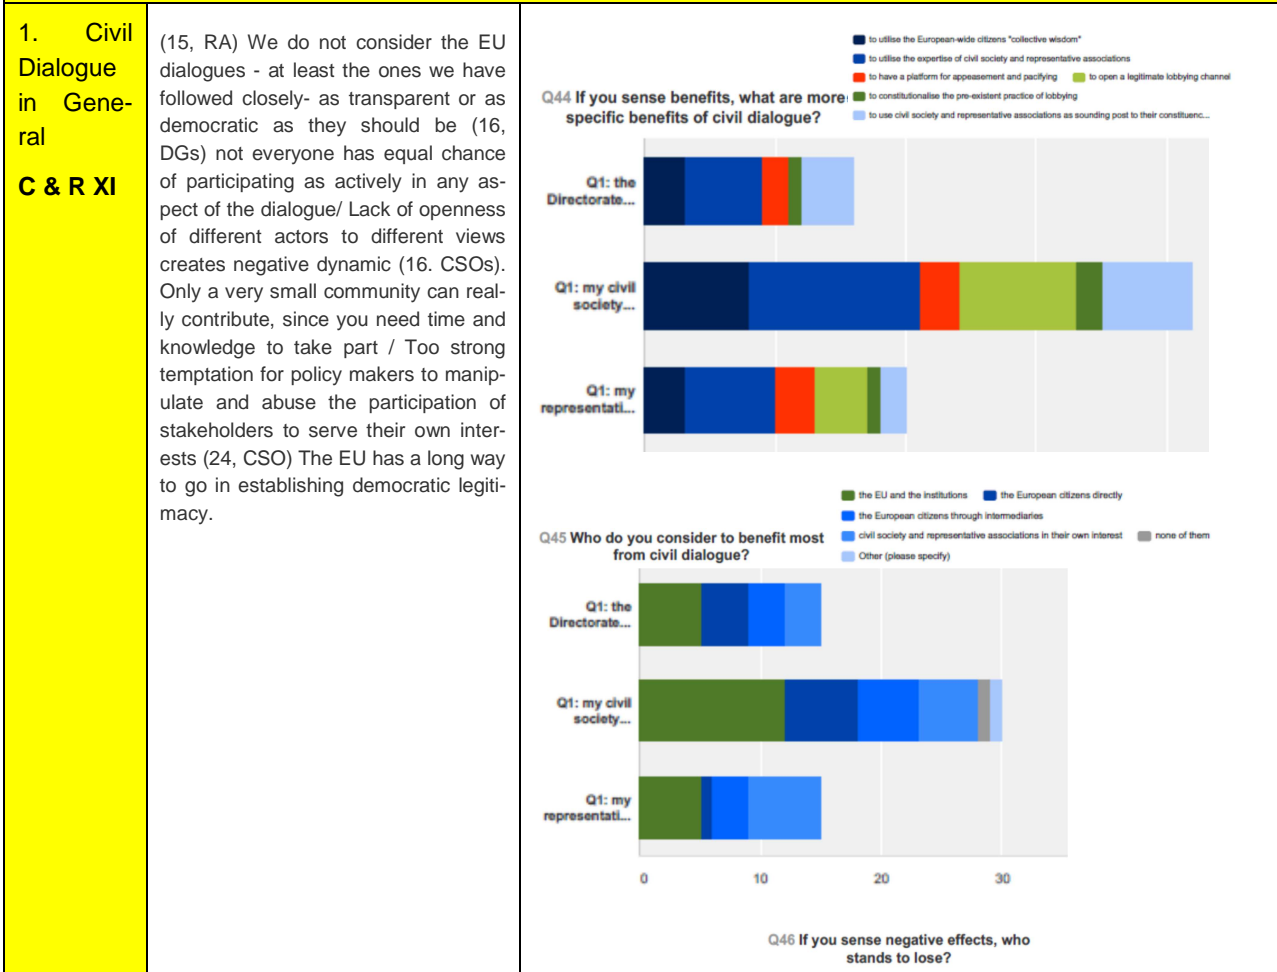 1. Civil
Dialogue
in Gene-
ral
C & R XI
(15, RA) We do not consider the EU
dialogues - at least the ones we have
followed closely- as transparent or as
democratic as they should be (16,
DGs) not everyone has equal chance
of participating as actively in any as-
pect of the dialogue/ Lack of openness
of different actors to different views
creates negative dynamic (16. CSOs).
Only a very small community can real-
ly contribute, since you need time and
knowledge to take part / Too strong
temptation for policy makers to manip-
ulate and abuse the participation of
stakeholders to serve their own inter-
ests (24, CSO) The EU has a long way
to go in establishing democratic legiti-
macy.
Q44 If you sense benefits, what are more
specific benefits of civil dialogue?
to utilise the European-wide citizens "collective wisdom"
to utilise the expertise of civil society and representative associations
to have a platform for appeasement and pacifying to open a legitimate lobbying channel
to constitutionalise the pre-existent practice of lobbying
to use civil society and representative associations as sounding post to their constituenc...
Q1: the
Directorate...
Q1: my civil
society...
Q1: my
representati...
Q45 Who do you consider to benefit most
from civil dialogue?
the EU and the institutions the European citizens directly
the European citizens through intermediaries
civil society and representative associations in their own interest none of them
Other (please specify)
Q1: the
Directorate...
Q1: my civil
society...
Q1: my
representati...
0 10 20 30
Q46 If you sense negative effects, who
stands to lose?